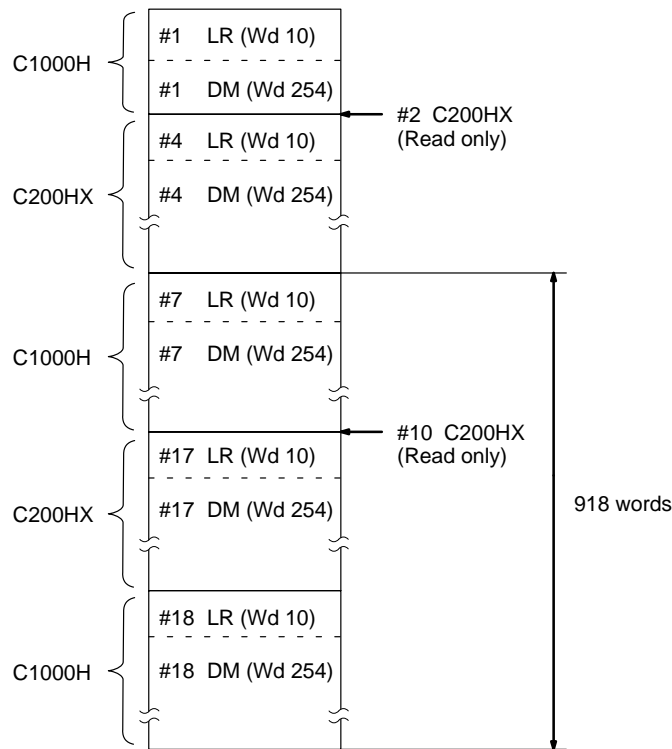 #1 LR (Wd 10)
C1000H
#1 DM (Wd 254)
#2 C200HX
(Read only)
#4 LR (Wd 10)
C200HX
#4 DM (Wd 254)
#7 LR (Wd 10)
C1000H
#7 DM (Wd 254)
#10 C200HX
(Read only)
#17 LR (Wd 10)
C200HX
#17 DM (Wd 254)
918 words
#18 LR (Wd 10)
C1000H
#18 DM (Wd 254)